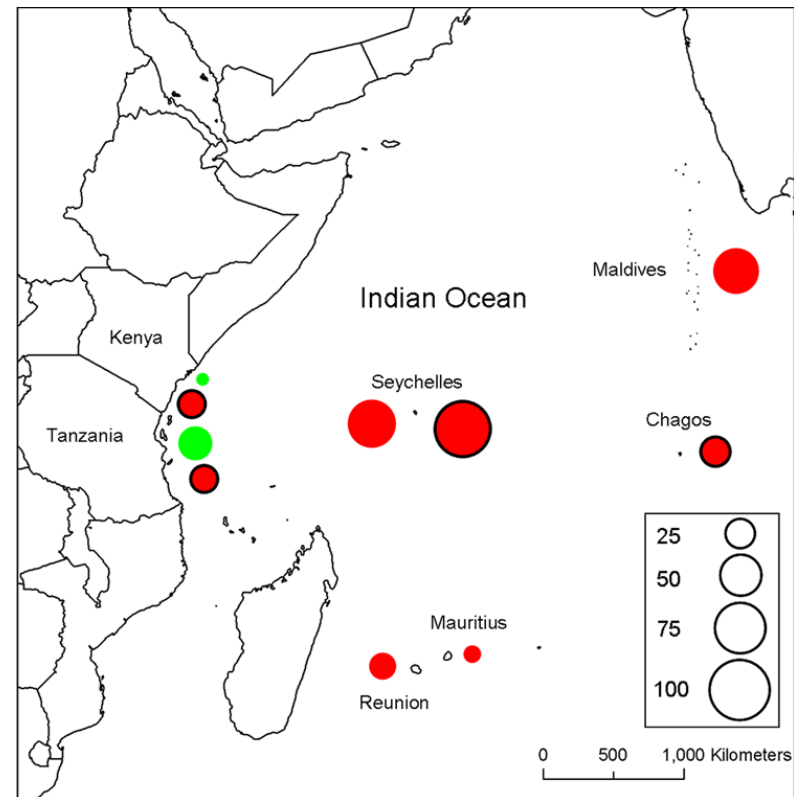 Maldives
Indian Ocean
Kenya
Seychelles
Chagos
Tanzania
25
50
75
100
Mauritius
Reunion
0 500 1,000 Kilometers